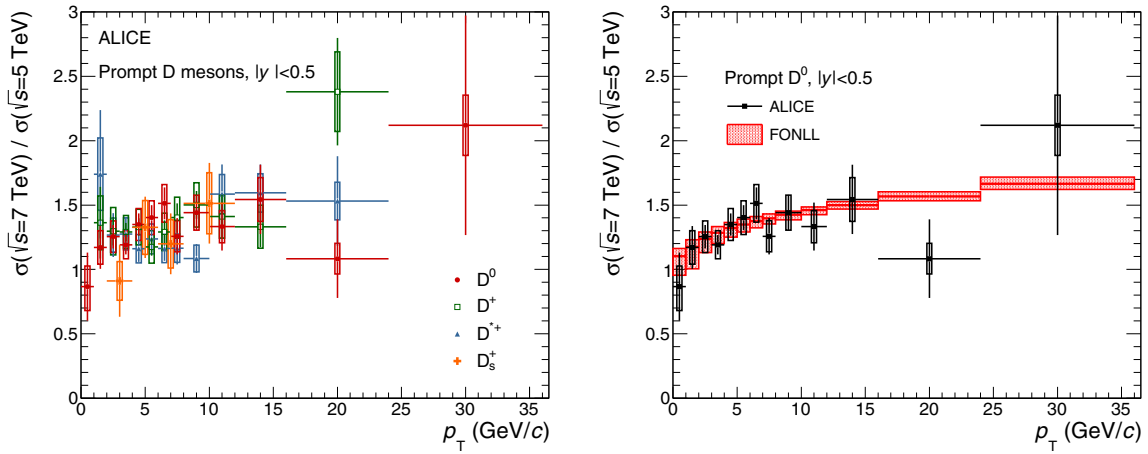 ALICE
Prompt D mesons, |y|<0.5
σ(√s=7 TeV) / σ(√s=5 TeV)
3
2.5
2
1.5
1
0.5
0
D⁰
D⁺
D*⁺
Dₛ⁺
0 5 10 15 20 25 30 35
p_T (GeV/c)
Prompt D⁰, |y|<0.5
ALICE
FONLL
σ(√s=7 TeV) / σ(√s=5 TeV)
3
2.5
2
1.5
1
0.5
0
0 5 10 15 20 25 30 35
p_T (GeV/c)